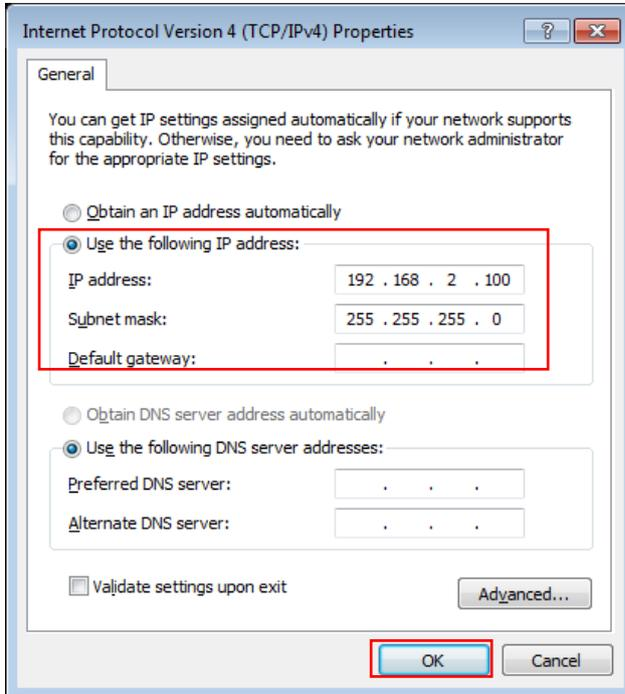 Internet Protocol Version 4 (TCP/IPv4) Properties
General
You can get IP settings assigned automatically if your network supports
this capability. Otherwise, you need to ask your network administrator
for the appropriate IP settings.
Obtain an IP address automatically
Use the following IP address:
IP address: 192 . 168 . 2 . 100
Subnet mask: 255 . 255 . 255 . 0
Default gateway: . . .
Obtain DNS server address automatically
Use the following DNS server addresses:
Preferred DNS server: . . .
Alternate DNS server: . . .
Validate settings upon exit
Advanced...
OK Cancel